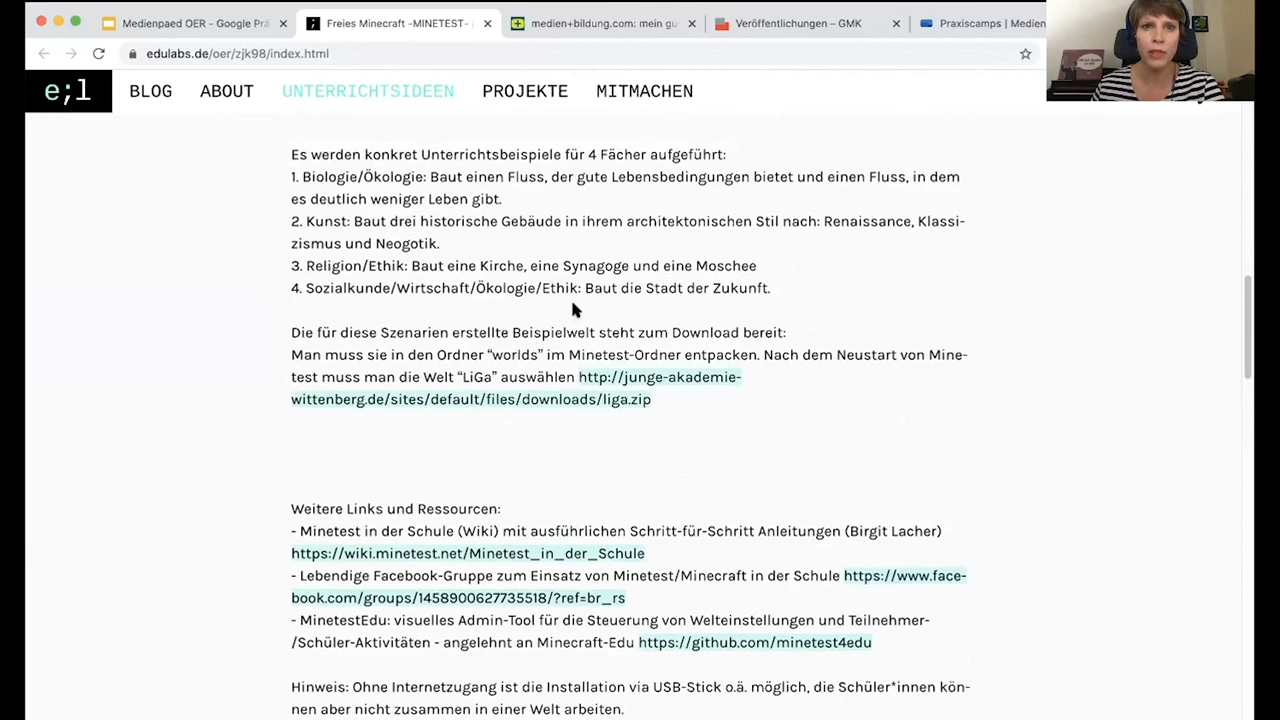 Medienpaed OER - Google Prä
Freies Minecraft -MINETEST-
medien+bildung.com: mein gu
Veröffentlichungen – GMK
Praxiscamps | Medien
edulabs.de/oer/zjk98/index.html
e;l BLOG ABOUT UNTERRICHTSIDEEN PROJEKTE MITMACHEN
Es werden konkret Unterrichtsbeispiele für 4 Fächer aufgeführt:
1. Biologie/Ökologie: Baut einen Fluss, der gute Lebensbedingungen bietet und einen Fluss, in dem
es deutlich weniger Leben gibt.
2. Kunst: Baut drei historische Gebäude in ihrem architektonischen Stil nach: Renaissance, Klassi-
zismus und Neogotik.
3. Religion/Ethik: Baut eine Kirche, eine Synagoge und eine Moschee
4. Sozialkunde/Wirtschaft/Ökologie/Ethik: Baut die Stadt der Zukunft.
Die für diese Szenarien erstellte Beispielwelt steht zum Download bereit:
Man muss sie in den Ordner “worlds” im Minetest-Ordner entpacken. Nach dem Neustart von Mine-
test muss man die Welt “LiGa” auswählen http://junge-akademie-
wittenberg.de/sites/default/files/downloads/liga.zip
Weitere Links und Ressourcen:
- Minetest in der Schule (Wiki) mit ausführlichen Schritt-für-Schritt Anleitungen (Birgit Lacher)
https://wiki.minetest.net/Minetest_in_der_Schule
- Lebendige Facebook-Gruppe zum Einsatz von Minetest/Minecraft in der Schule https://www.face-
book.com/groups/1458900627735518/?ref=br_rs
- MinetestEdu: visuelles Admin-Tool für die Steuerung von Welteinstellungen und Teilnehmer-
/Schüler-Aktivitäten - angelehnt an Minecraft-Edu https://github.com/minetest4edu
Hinweis: Ohne Internetzugang ist die Installation via USB-Stick o.ä. möglich, die Schüler*innen kön-
nen aber nicht zusammen in einer Welt arbeiten.